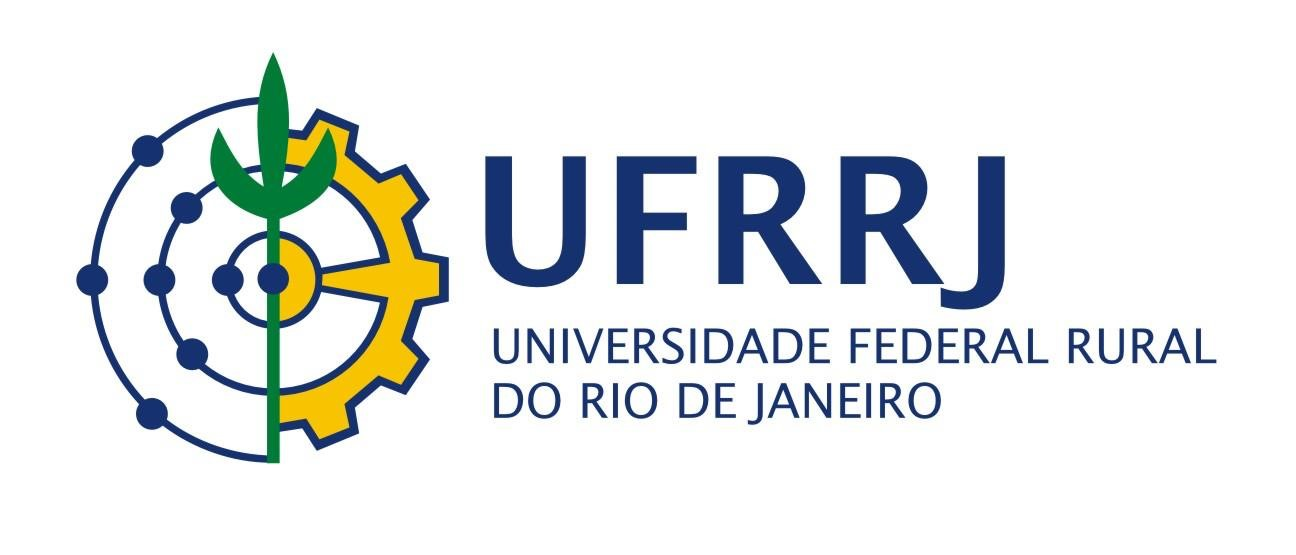 UFRRJ
UNIVERSIDADE FEDERAL RURAL
DO RIO DE JANEIRO